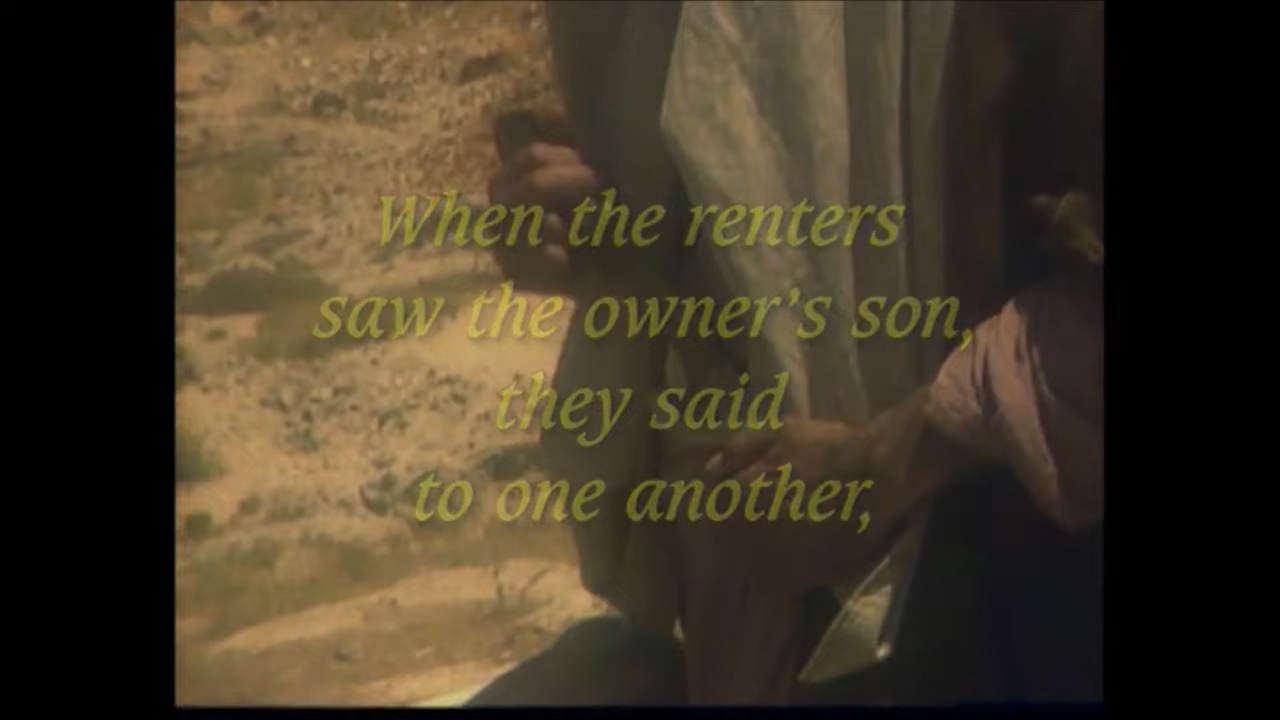 When the renters
saw the owner's son,
they said
to one another,